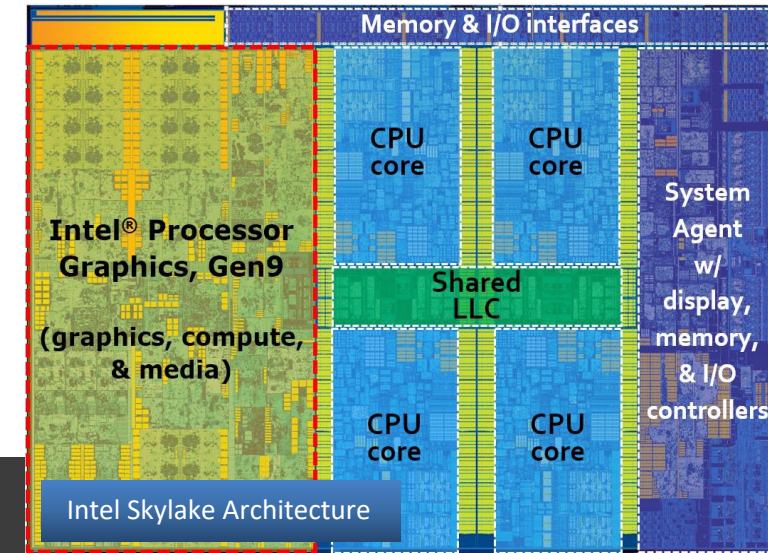 Memory & I/O interfaces
CPU
core
CPU
core
Intel® Processor
Graphics, Gen9
(graphics, compute,
& media)
Shared
LLC
System
Agent
w/
display,
memory,
& I/O
controllers
CPU
core
CPU
core
Intel Skylake Architecture